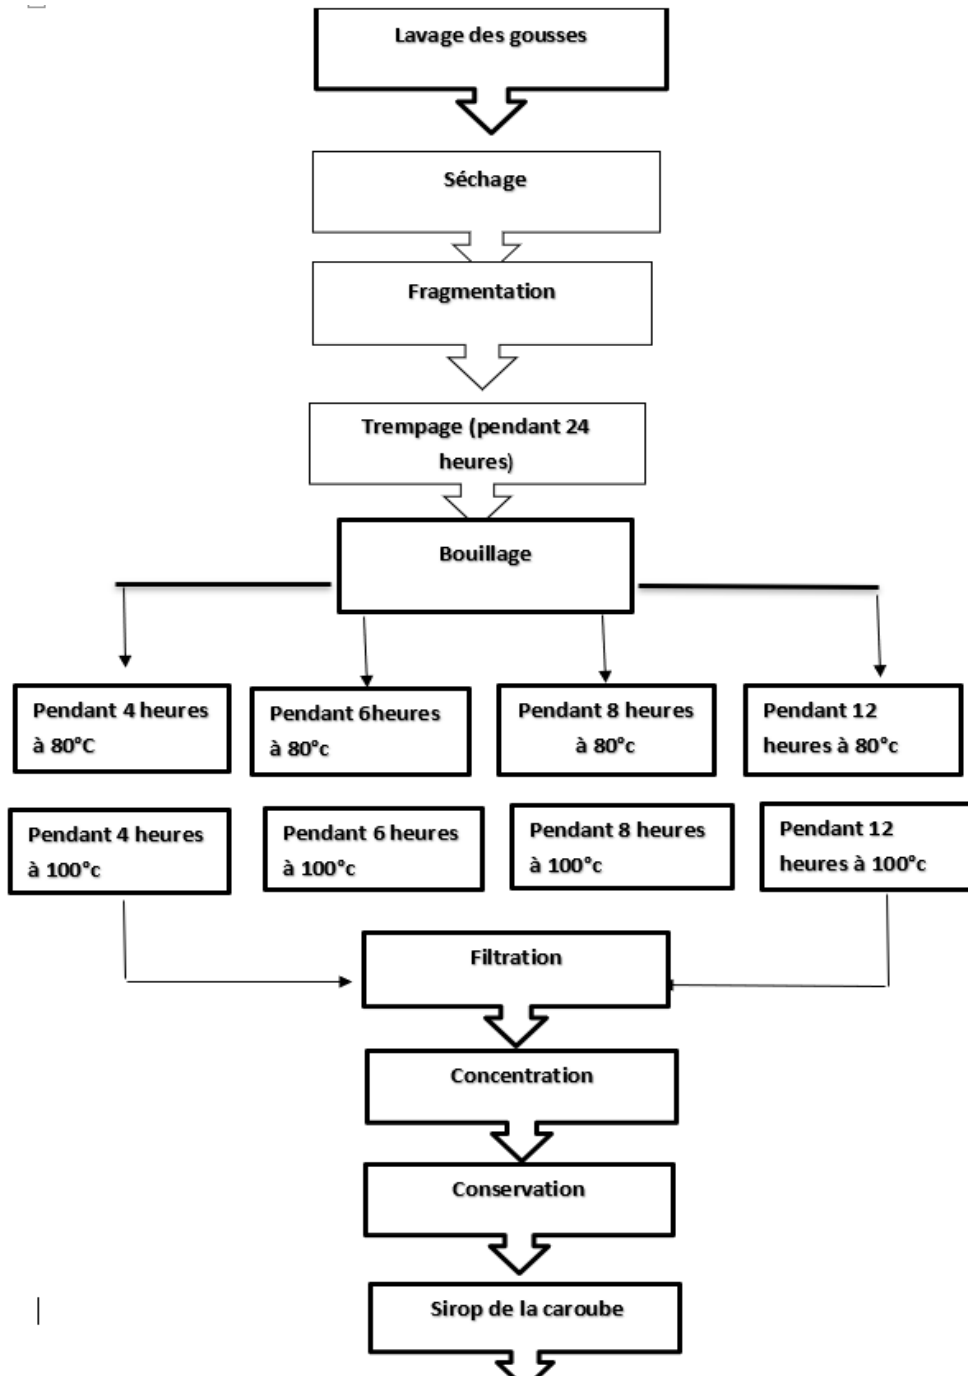 Lavage des gousses
Séchage
Fragmentation
Trempage (pendant 24
heures)
Bouillage
Pendant 4 heures
à 80°C
Pendant 6heures
à 80°c
Pendant 8 heures
à 80°c
Pendant 12
heures à 80°c
Pendant 4 heures
à 100°c
Pendant 6 heures
à 100°c
Pendant 8 heures
à 100°c
Pendant 12
heures à 100°c
Filtration
Concentration
Conservation
Sirop de la caroube